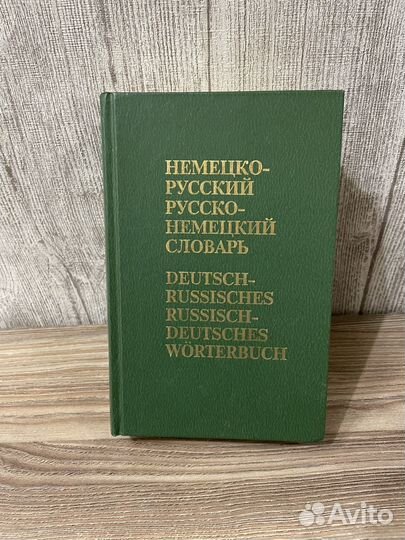 НЕМЕЦКО-
РУССКИЙ
РУССКО-
НЕМЕЦКИЙ
СЛОВАРЬ
DEUTSCH-
RUSSISCHES
RUSSISCH-
DEUTSCHES
WÖRTERBUCH
Avito